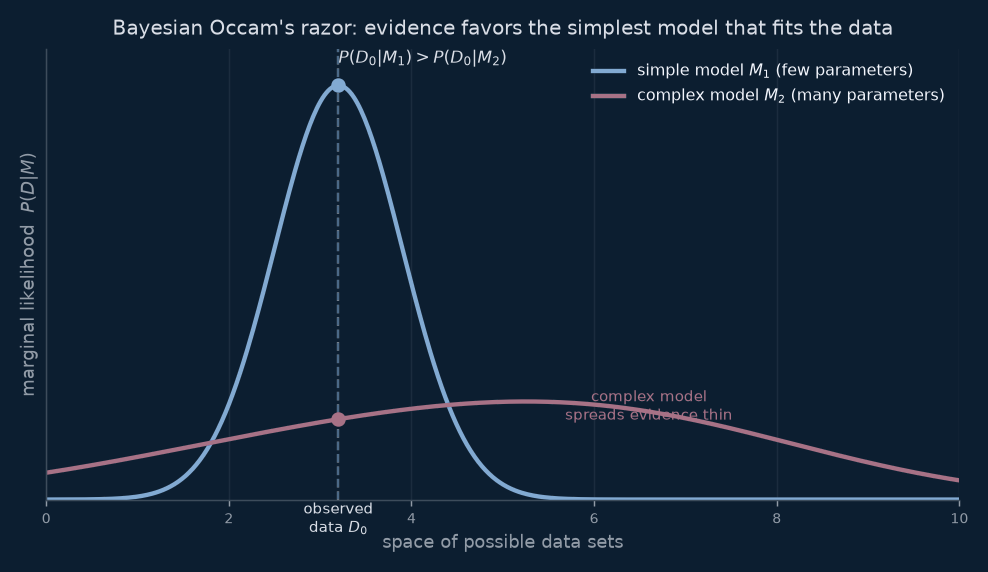 Bayesian Occam's razor: evidence favors the simplest model that fits the data
P(D₀|M₁) > P(D₀|M₂)
simple model M₁ (few parameters)
complex model M₂ (many parameters)
marginal likelihood P(D|M)
complex model
spreads evidence thin
0 2 4 6 8 10
observed
data D₀
space of possible data sets